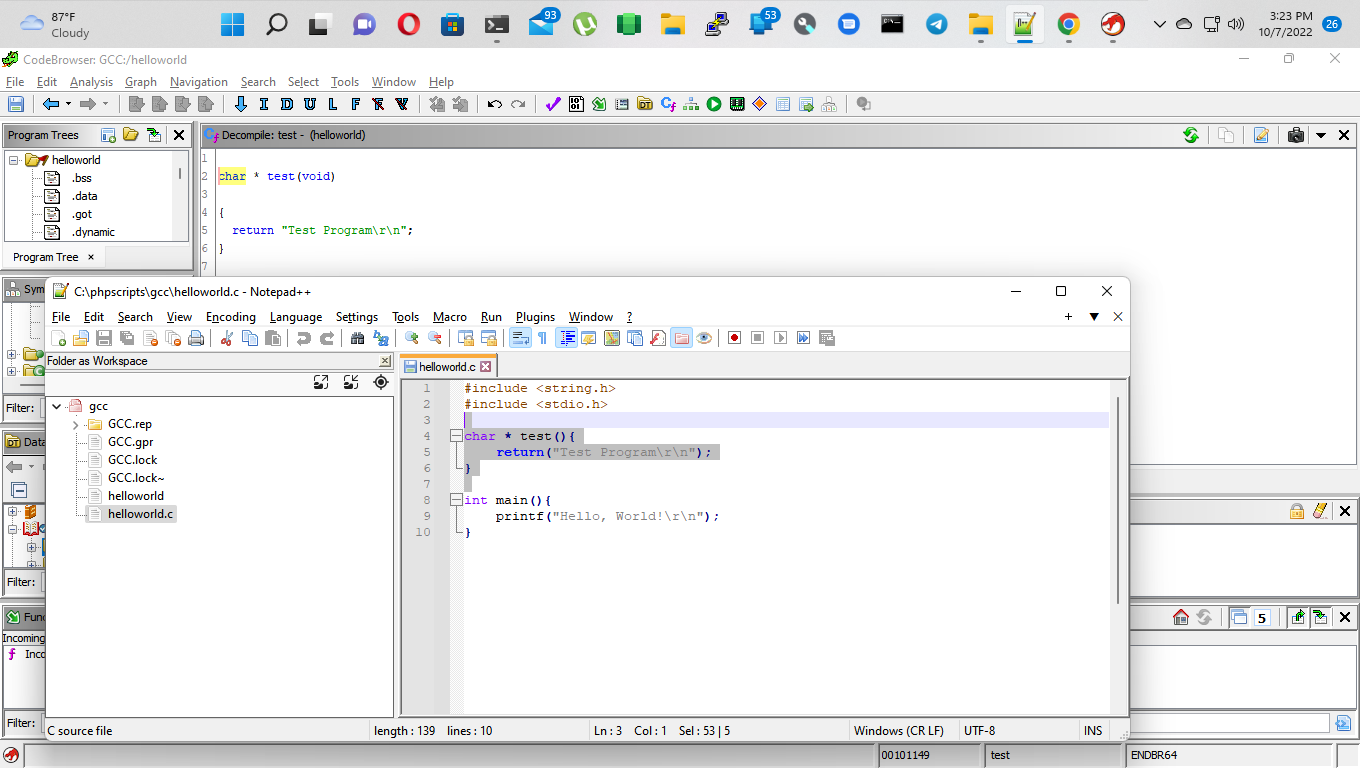 87°F
Cloudy
93
53
3:23 PM
10/7/2022
26
CodeBrowser: GCC:/helloworld
File Edit Analysis Graph Navigation Search Select Tools Window Help
I D U L F
Program Trees
helloworld
.bss
.data
.got
.dynamic
Program Tree ×
Decompile: test - (helloworld)
1
2 char * test(void)
3
4 {
5 return "Test Program\r\n";
6 }
7
Sym
Filter:
Data
Filter:
Func
Incoming
f Inco
Filter:
5
C:\phpscripts\gcc\helloworld.c - Notepad++
File Edit Search View Encoding Language Settings Tools Macro Run Plugins Window ?
Folder as Workspace
gcc
GCC.rep
GCC.gpr
GCC.lock
GCC.lock~
helloworld
helloworld.c
helloworld.c
1 #include <string.h>
2 #include <stdio.h>
3
4 char * test(){
5 return("Test Program\r\n");
6 }
7
8 int main(){
9 printf("Hello, World!\r\n");
10 }
C source file
length : 139 lines : 10
Ln : 3 Col : 1 Sel : 53 | 5
Windows (CR LF)
UTF-8
INS
00101149
test
ENDBR64